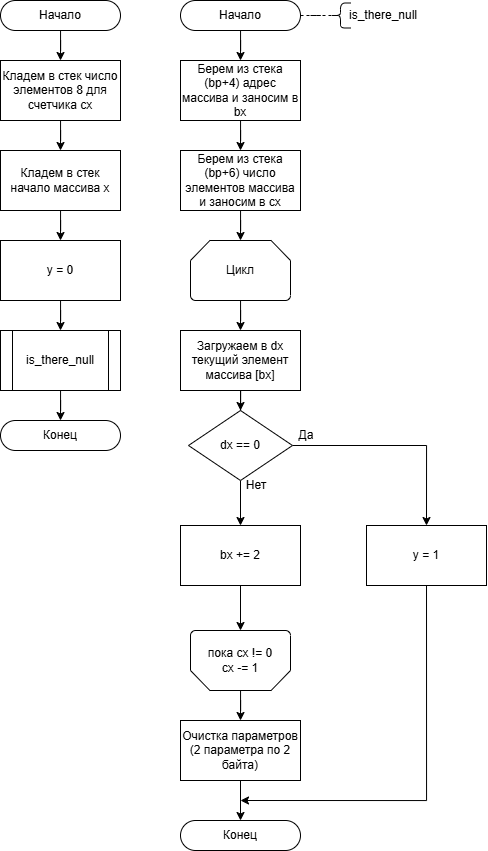 Начало
Кладем в стек число
элементов 8 для
счетчика cx
Кладем в стек
начало массива x
y = 0
is_there_null
Конец
Начало
is_there_null
Берем из стека
(bp+4) адрес
массива и заносим в
bx
Берем из стека
(bp+6) число
элементов массива
и заносим в cx
Цикл
Загружаем в dx
текущий элемент
массива [bx]
dx == 0
Да
Нет
bx += 2
y = 1
пока cx != 0
cx -= 1
Очистка параметров
(2 параметра по 2
байта)
Конец